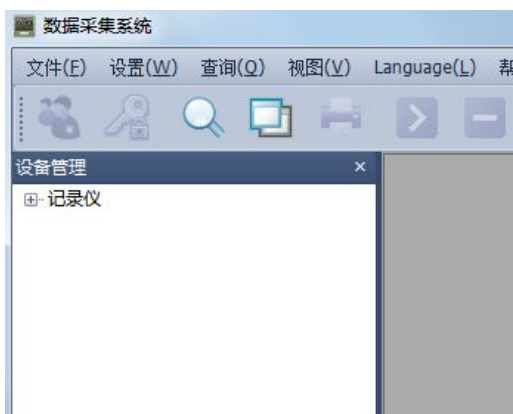 数据采集系统
文件(F) 设置(W) 查询(Q) 视图(V) Language(L) 帮
设备管理
记录仪